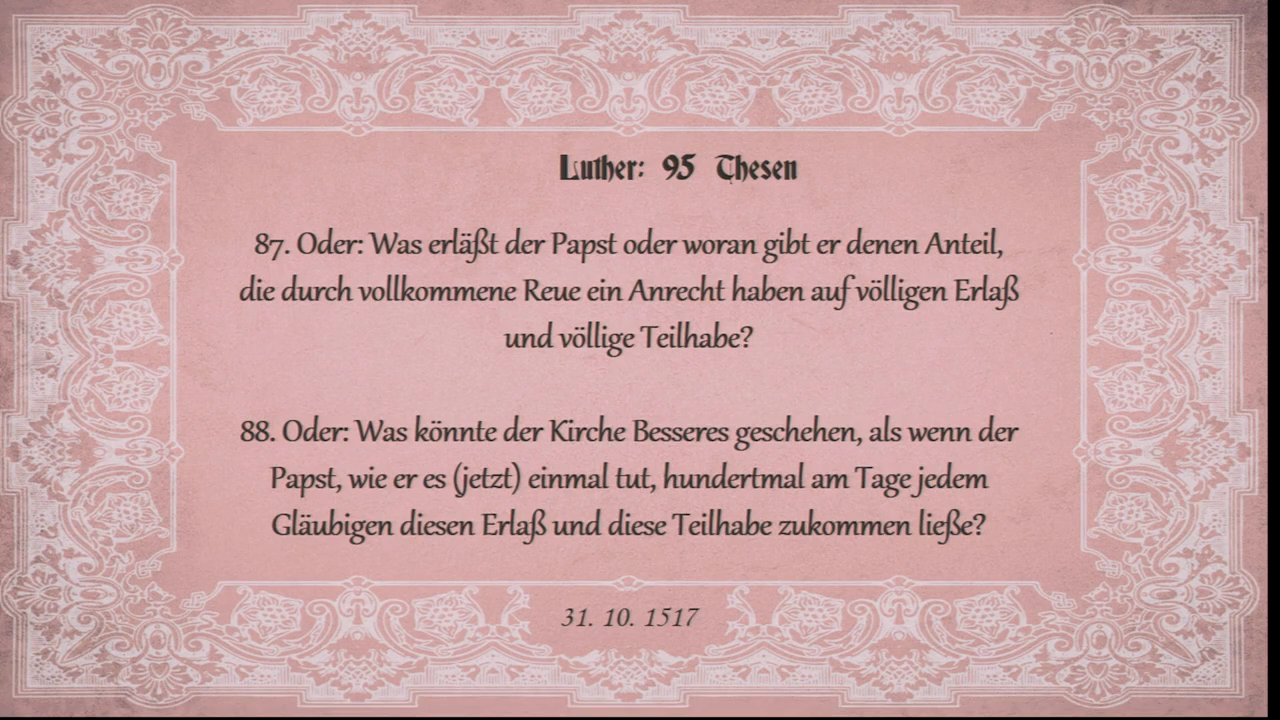 Luther: 95 Thesen
87. Oder: Was erläßt der Papst oder woran gibt er denen Anteil,
die durch vollkommene Reue ein Anrecht haben auf völligen Erlaß
und völlige Teilhabe?
88. Oder: Was könnte der Kirche Besseres geschehen, als wenn der
Papst, wie er es (jetzt) einmal tut, hundertmal am Tage jedem
Gläubigen diesen Erlaß und diese Teilhabe zukommen ließe?
31. 10. 1517